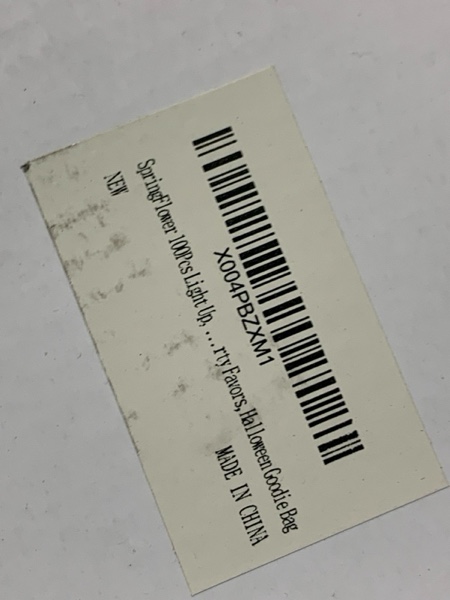 X004PBZXM1
SpringFlower 100Pcs Light Up, ...rty Favors, Halloween Goodie Bag
NEW
MADE IN CHINA